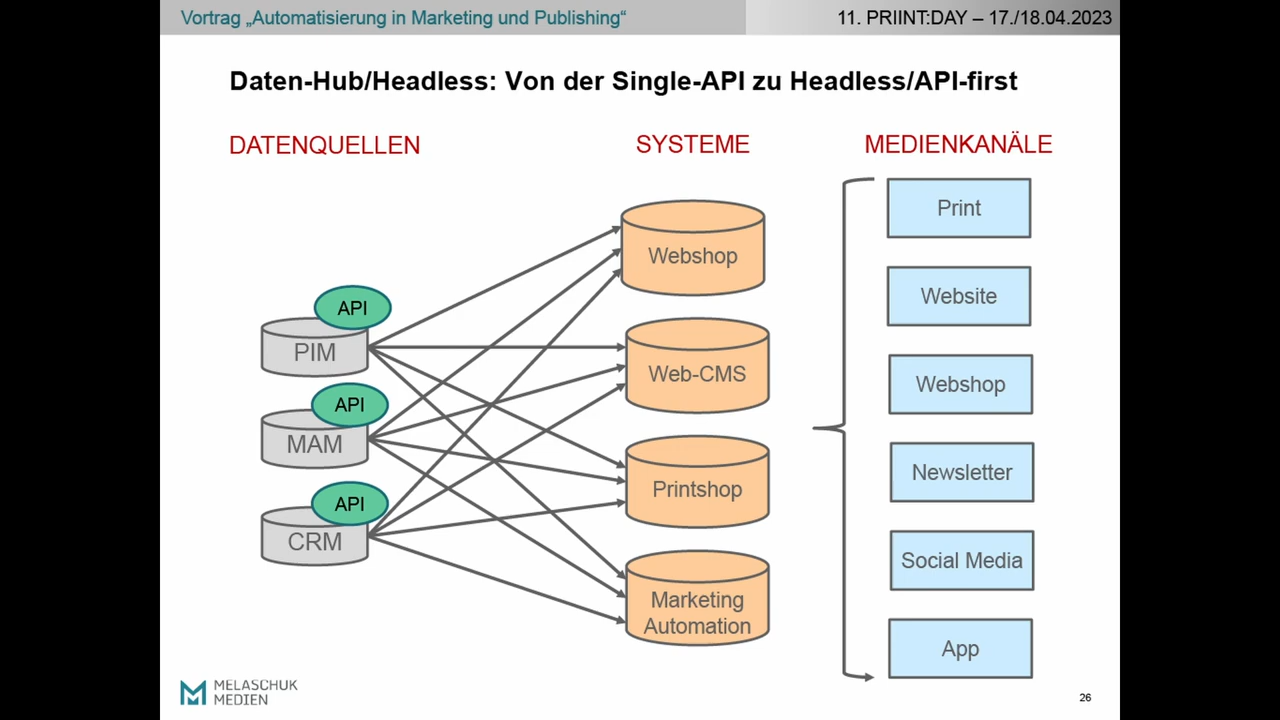 Vortrag „Automatisierung in Marketing und Publishing“
11. PRIINT:DAY – 17./18.04.2023
Daten-Hub/Headless: Von der Single-API zu Headless/API-first
DATENQUELLEN
SYSTEME
MEDIENKANÄLE
API
PIM
API
MAM
API
CRM
Webshop
Web-CMS
Printshop
Marketing
Automation
Print
Website
Webshop
Newsletter
Social Media
App
MELASCHUK
MEDIEN
26